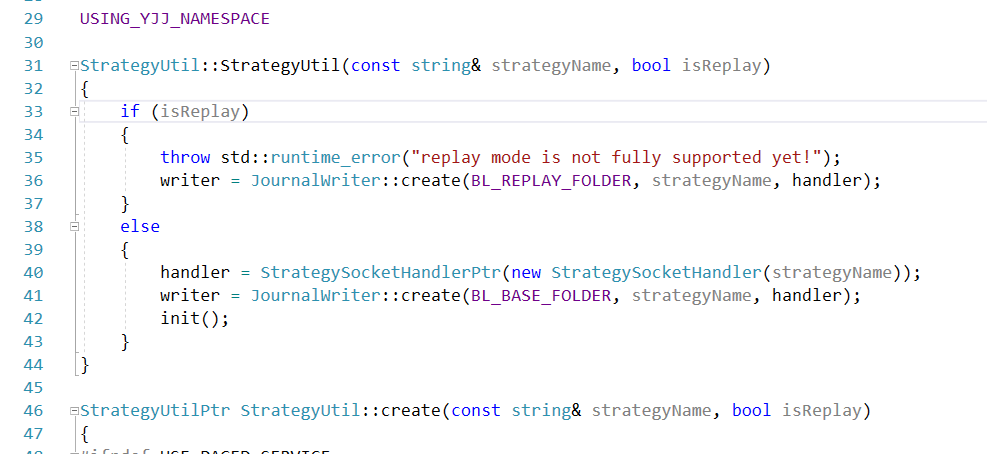 29 USING_YJJ_NAMESPACE
30
31 StrategyUtil::StrategyUtil(const string& strategyName, bool isReplay)
32 {
33 if (isReplay)
34 {
35 throw std::runtime_error("replay mode is not fully supported yet!");
36 writer = JournalWriter::create(BL_REPLAY_FOLDER, strategyName, handler);
37 }
38 else
39 {
40 handler = StrategySocketHandlerPtr(new StrategySocketHandler(strategyName));
41 writer = JournalWriter::create(BL_BASE_FOLDER, strategyName, handler);
42 init();
43 }
44 }
45
46 StrategyUtilPtr StrategyUtil::create(const string& strategyName, bool isReplay)
47 {